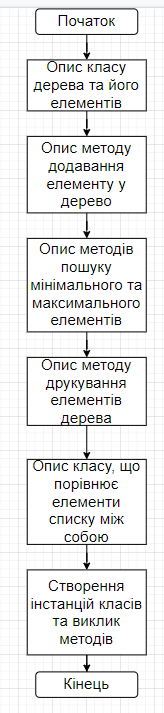 Початок
Опис класу
дерева та його
елементів
Опис методу
додавання
елементу у
дерево
Опис методів
пошуку
мінімального та
максимального
елементів
Опис методу
друкування
елементів
дерева
Опис класу, що
порівнює
елементи
списку між
собою
Створення
інстанцій класів
та виклик
методів
Кінець